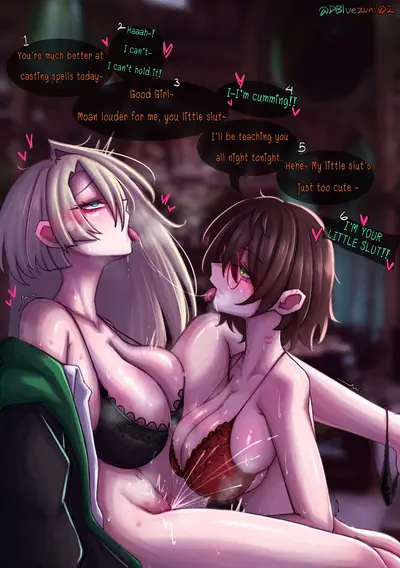 @DBluezuni02
1
You're much better at
casting spells today~
2
Haaah~!
I can't-
I can't hold it!
3
Good Girl~
Moan louder for me, you little slut~
4
I-I'm cumming!!
I'll be teaching you
all night tonight.
5
Hehe~ My little slut's
just too cute ~
6
I'M YOUR
LITTLE SLUT!!